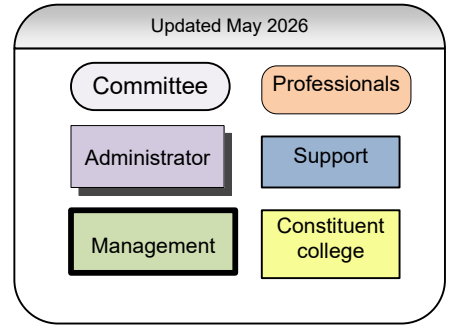 Updated May 2026
Committee
Professionals
Administrator
Support
Management
Constituent
college